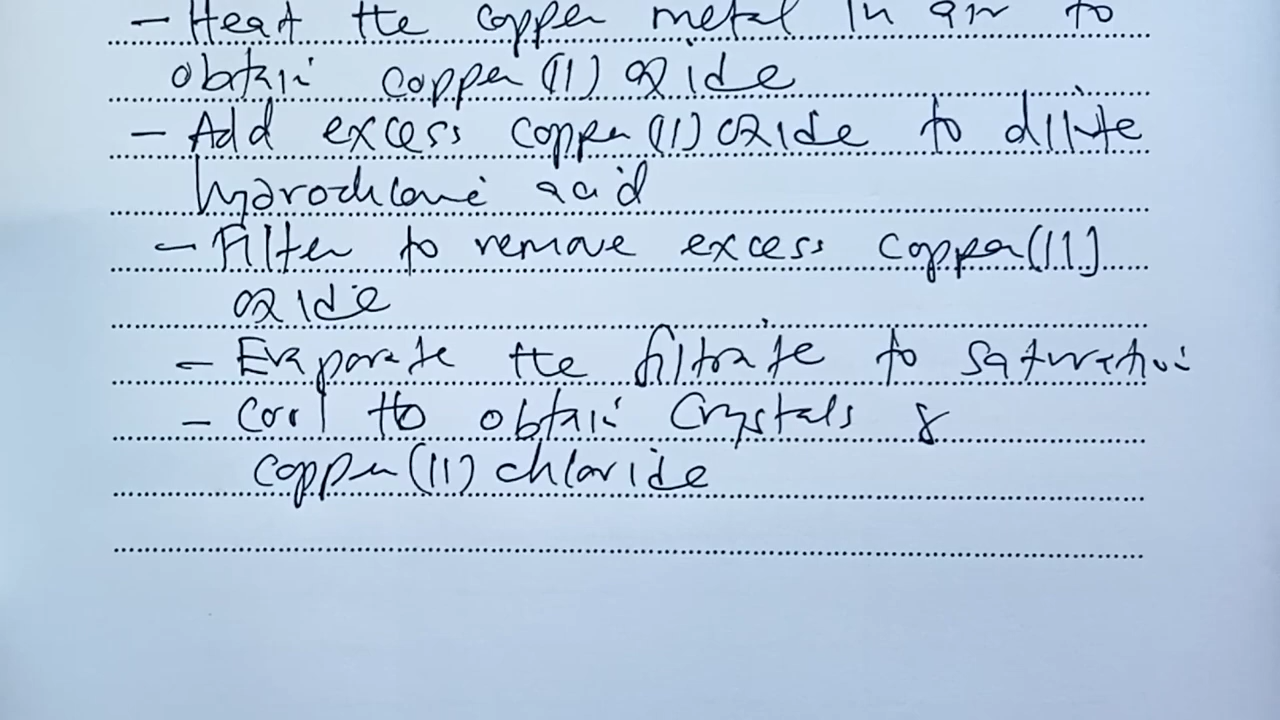 - Heat the copper metal in air to
obtain copper(II) oxide
- Add excess copper(II) oxide to dilute
hydrochloric acid
- Filter to remove excess copper(II)
oxide
- Evaporate the filtrate to saturation
- Cool to obtain crystals of
copper(II) chloride